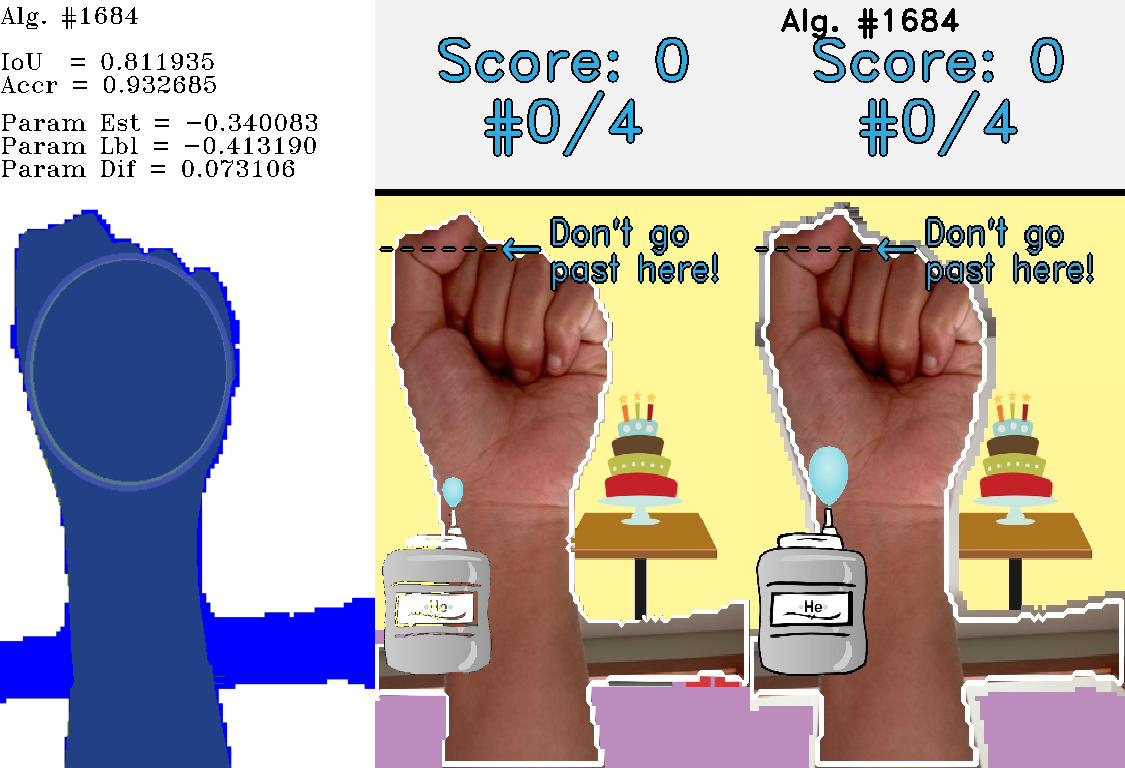 Alg. #1684
IoU = 0.811935
Accr = 0.932685
Param Est = −0.340083
Param Lbl = −0.413190
Param Dif = 0.073106
Score: 0
#0/4
Don't go
past here!
He
Alg. #1684
Score: 0
#0/4
Don't go
past here!
He